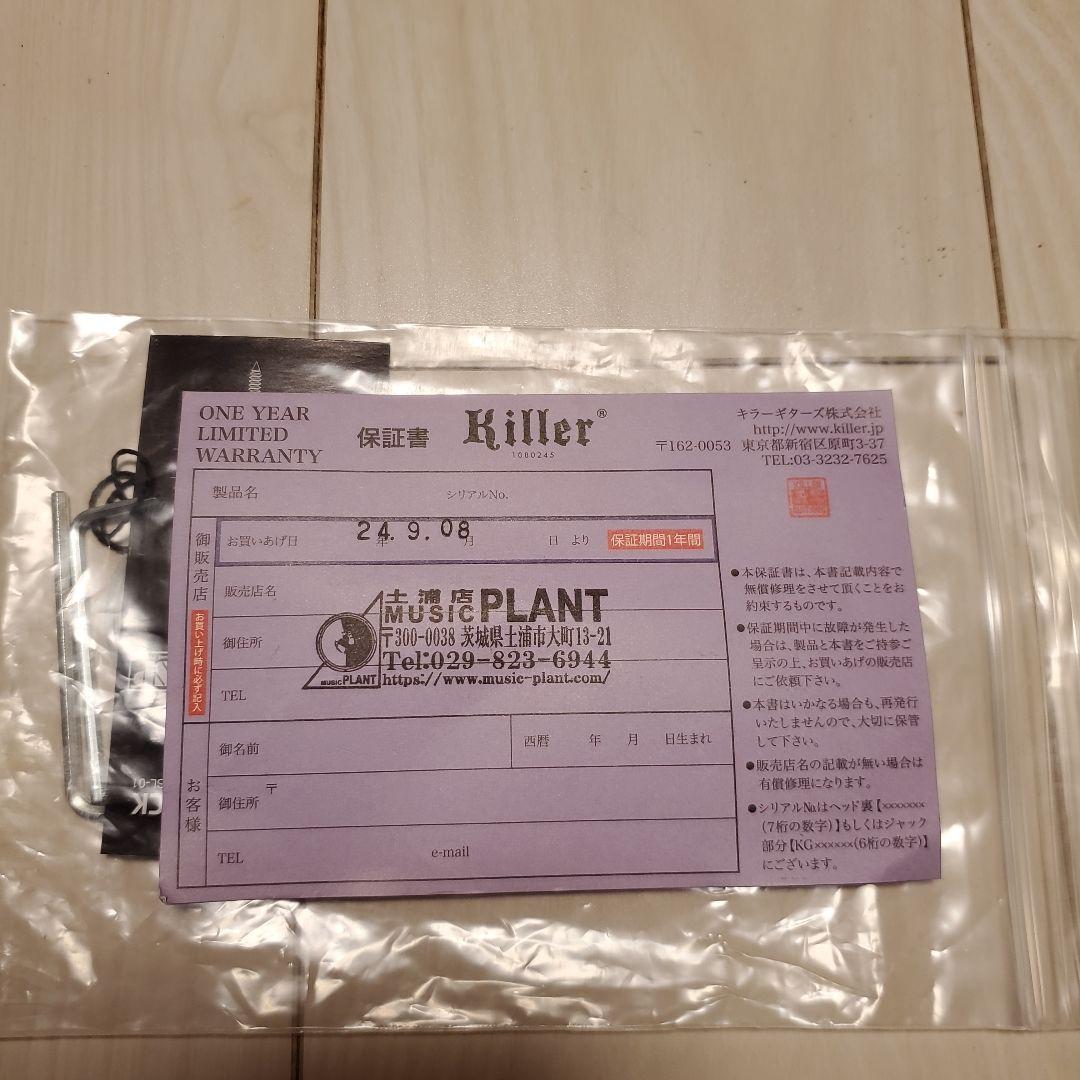 ONE YEAR
LIMITED
WARRANTY
保証書
Killer®
1080245
キラーギターズ株式会社
http://www.killer.jp
〒162-0053 東京都新宿区原町3-37
TEL:03-3232-7625
製品名
シリアルNo.
御販売店
お買い上げ時に必ず記入
お買いあげ日
24.9.08
年 月 日 より
保証期間1年間
販売店名
土浦店
MUSIC PLANT
御住所
〒300-0038 茨城県土浦市大町13-21
Tel:029-823-6944
TEL
MUSIC PLANT
https://www.music-plant.com/
お客様
御名前
西暦 年 月 日生まれ
御住所
〒
TEL
e-mail
●本保証書は、本書記載内容で
無償修理をさせて頂くことをお
約束するものです。
●保証期間中に故障が発生した
場合は、製品と本書をご持参ご
呈示の上、お買いあげの販売店
にご依頼下さい。
●本書はいかなる場合も、再発行
いたしませんので、大切に保管
して下さい。
●販売店名の記載が無い場合は
有償修理になります。
●シリアルNo.はヘッド裏【×××××××
(7桁の数字)】もしくはジャック
部分【KG××××××(6桁の数字)】
にございます。